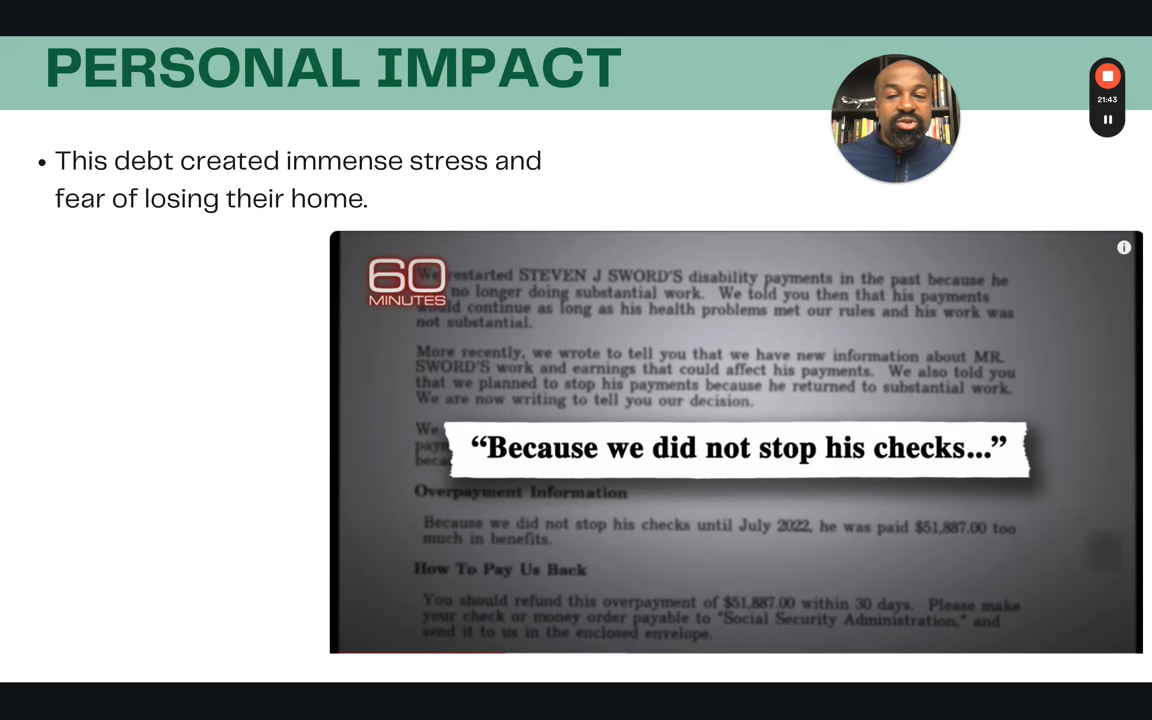 PERSONAL IMPACT
21:43
• This debt created immense stress and
fear of losing their home.
60
MINUTES
We restarted STEVEN J SWORD'S disability payments in the past because he
no longer doing substantial work. We told you then that his payments
would continue as long as his health problems met our rules and his work was
not substantial.
More recently, we wrote to tell you that we have new information about MR.
SWORD'S work and earnings that could affect his payments. We also told you
that we planned to stop his payments because he returned to substantial work.
We are now writing to tell you our decision.
We
“Because we did not stop his checks...”
Overpayment Information
Because we did not stop his checks until July 2022, he was paid $51,887.00 too
much in benefits.
How To Pay Us Back
You should refund this overpayment of $51,887.00 within 30 days. Please make
your check or money order payable to "Social Security Administration," and
send it to us in the enclosed envelope.